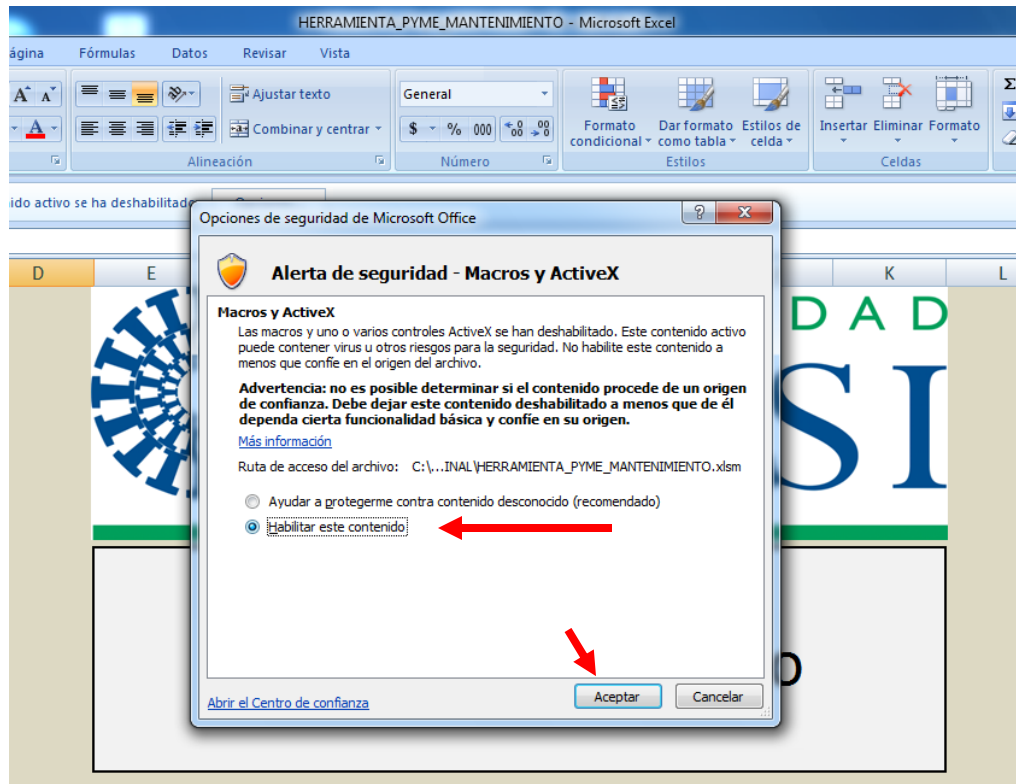 HERRAMIENTA_PYME_MANTENIMIENTO - Microsoft Excel
ágina Fórmulas Datos Revisar Vista
A A Ajustar texto General Σ
A Combinar y centrar $ % 000
Formato condicional Dar formato como tabla Estilos de celda
Insertar Eliminar Formato
Alineación Número Estilos Celdas
ido activo se ha deshabilitado
Opciones de seguridad de Microsoft Office
D E K L
Alerta de seguridad - Macros y ActiveX
D A D
S I
Macros y ActiveX
Las macros y uno o varios controles ActiveX se han deshabilitado. Este contenido activo
puede contener virus u otros riesgos para la seguridad. No habilite este contenido a
menos que confíe en el origen del archivo.
Advertencia: no es posible determinar si el contenido procede de un origen
de confianza. Debe dejar este contenido deshabilitado a menos que de él
dependa cierta funcionalidad básica y confíe en su origen.
Más información
Ruta de acceso del archivo: C:\...INAL\HERRAMIENTA_PYME_MANTENIMIENTO.xlsm
Ayudar a protegerme contra contenido desconocido (recomendado)
Habilitar este contenido
Aceptar Cancelar
Abrir el Centro de confianza